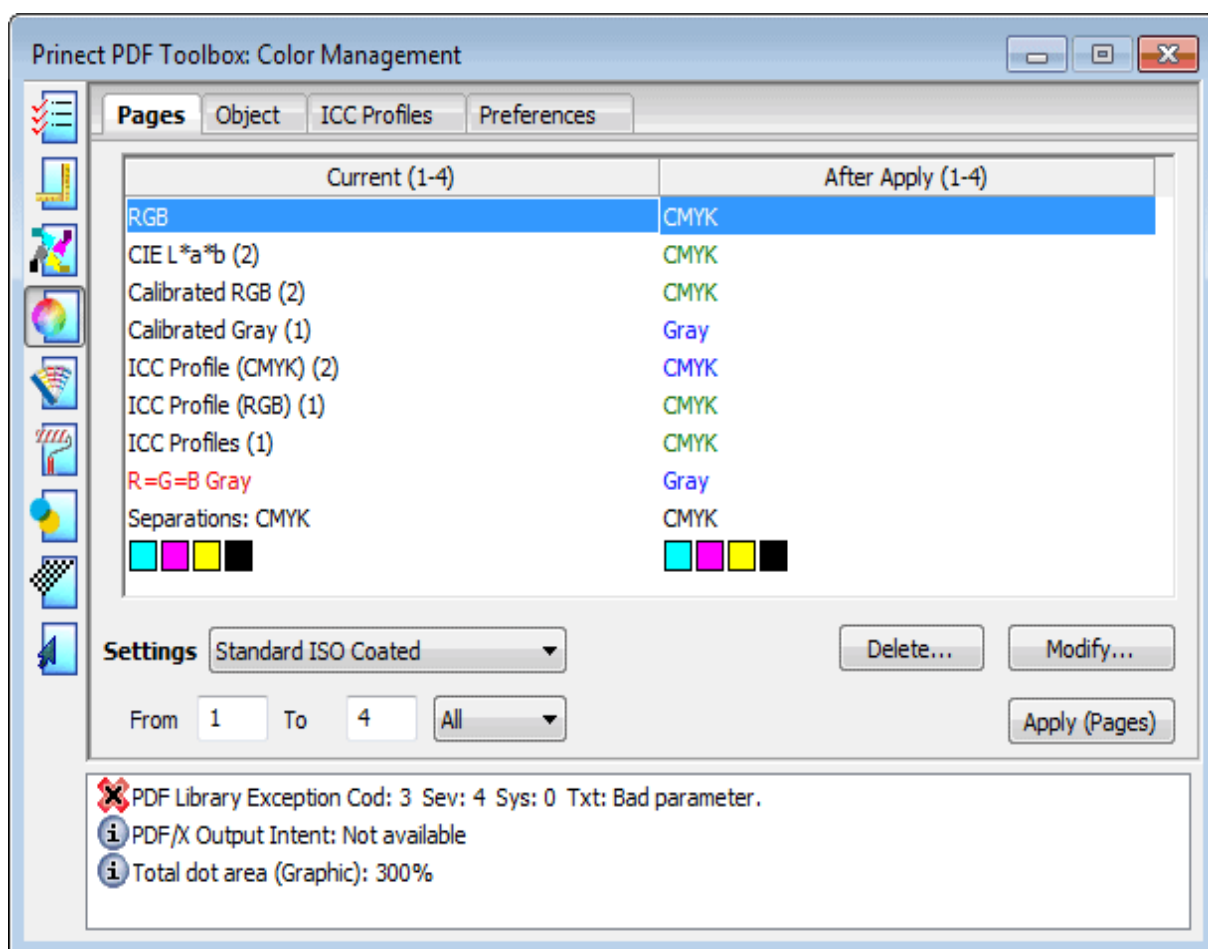 Prinect PDF Toolbox: Color Management
Pages Object ICC Profiles Preferences
Current (1-4) After Apply (1-4)
RGB CMYK
CIE L*a*b (2) CMYK
Calibrated RGB (2) CMYK
Calibrated Gray (1) Gray
ICC Profile (CMYK) (2) CMYK
ICC Profile (RGB) (1) CMYK
ICC Profiles (1) CMYK
R=G=B Gray Gray
Separations: CMYK CMYK
Settings Standard ISO Coated Delete... Modify...
From 1 To 4 All Apply (Pages)
PDF Library Exception Cod: 3 Sev: 4 Sys: 0 Txt: Bad parameter.
PDF/X Output Intent: Not available
Total dot area (Graphic): 300%